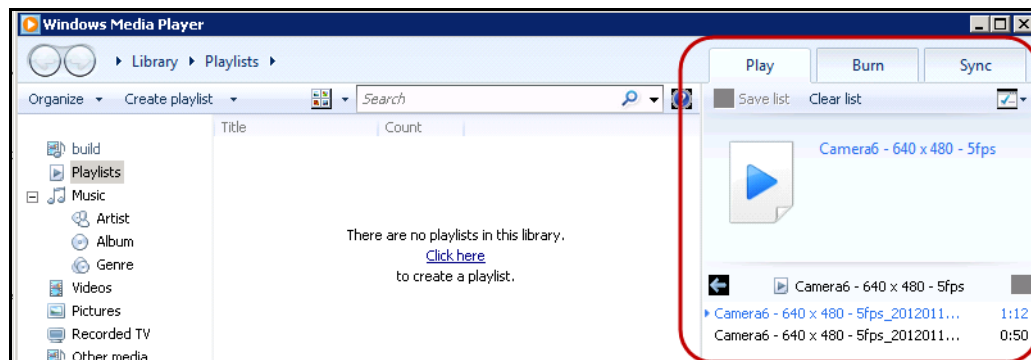 Windows Media Player
Library Playlists
Play Burn Sync
Organize Create playlist Search
Save list Clear list
Title Count
Camera6 - 640 x 480 - 5fps
build
Playlists
Music
Artist
Album
Genre
Videos
Pictures
Recorded TV
Other media
There are no playlists in this library.
Click here
to create a playlist.
Camera6 - 640 x 480 - 5fps
Camera6 - 640 x 480 - 5fps_2012011... 1:12
Camera6 - 640 x 480 - 5fps_2012011... 0:50